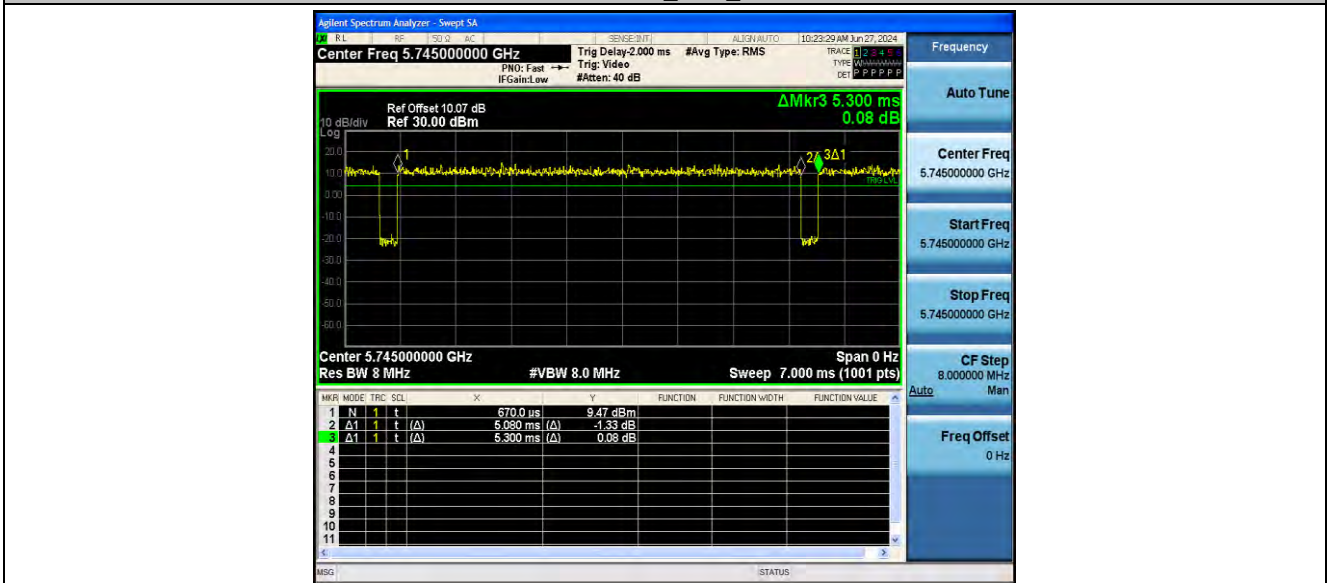 Agilent Spectrum Analyzer - Swept SA
RL RF 50 Ω AC SENSE:INT ALIGN AUTO 10:23:29 AM Jun 27, 2024
Center Freq 5.745000000 GHz
PNO: Fast
IFGain:Low
Trig Delay-2.000 ms
Trig: Video
#Atten: 40 dB
#Avg Type: RMS
TRACE 1 2 3 4 5 6
TYPE
DET P P P P P P
ΔMkr3 5.300 ms
0.08 dB
Ref Offset 10.07 dB
10 dB/div Ref 30.00 dBm
Log
20.0
10.0
0.00
-10.0
-20.0
-30.0
-40.0
-50.0
-60.0
1
2Δ 3Δ1
TRIG LVL
Center 5.745000000 GHz Span 0 Hz
Res BW 8 MHz #VBW 8.0 MHz Sweep 7.000 ms (1001 pts)
MKR MODE TRC SCL X Y FUNCTION FUNCTION WIDTH FUNCTION VALUE
1 N 1 t 670.0 us 9.47 dBm
2 Δ1 1 t (Δ) 5.080 ms (Δ) -1.33 dB
3 Δ1 1 t (Δ) 5.300 ms (Δ) 0.08 dB
4
5
6
7
8
9
10
11
MSG STATUS
Frequency
Auto Tune
Center Freq
5.745000000 GHz
Start Freq
5.745000000 GHz
Stop Freq
5.745000000 GHz
CF Step
8.000000 MHz
Auto Man
Freq Offset
0 Hz